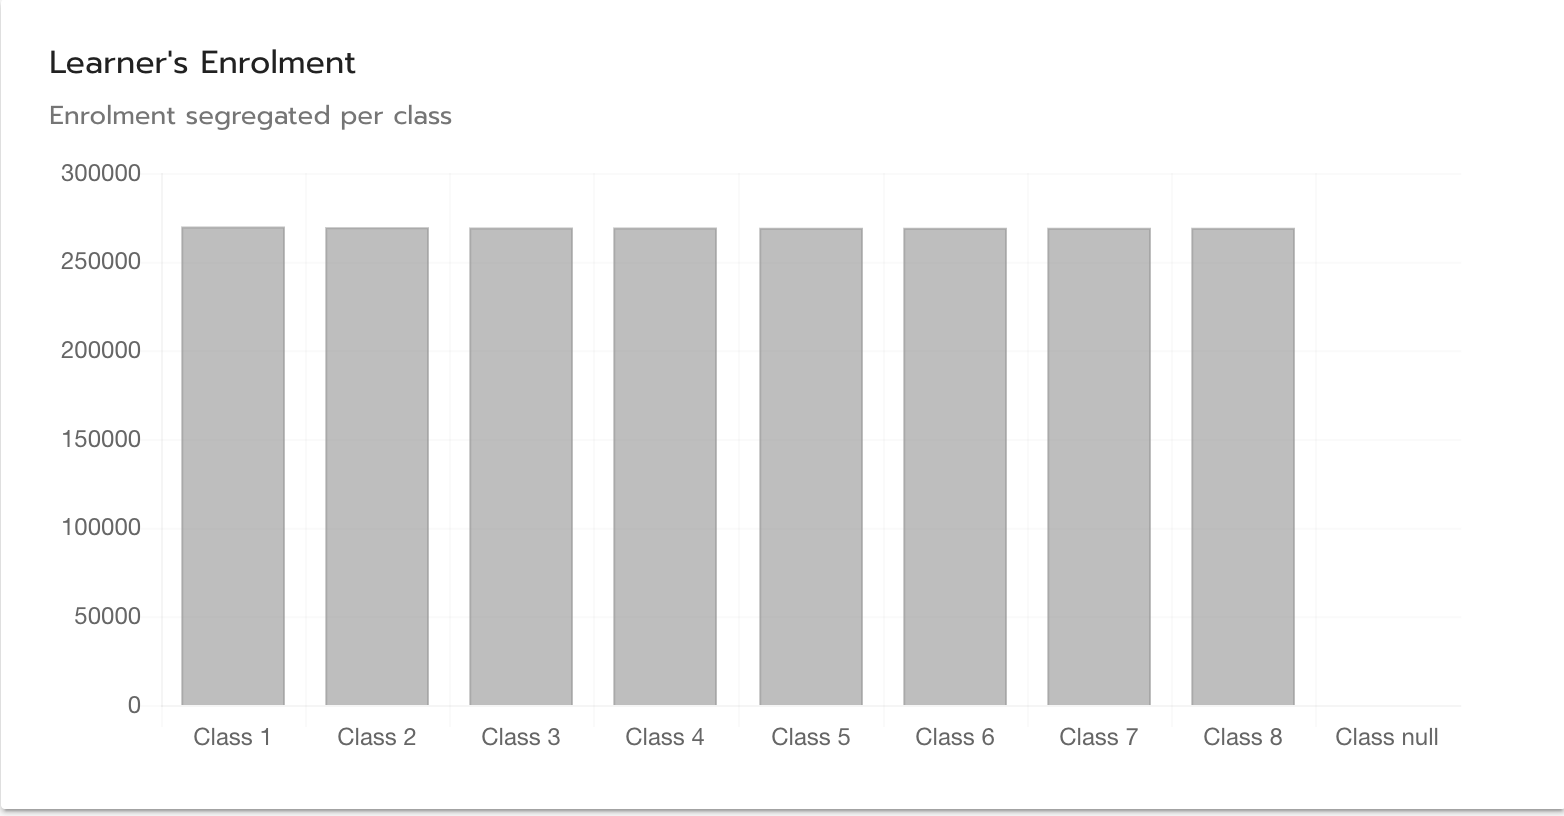 Learner's Enrolment
Enrolment segregated per class
300000
250000
200000
150000
100000
50000
0
Class 1 Class 2 Class 3 Class 4 Class 5 Class 6 Class 7 Class 8 Class null